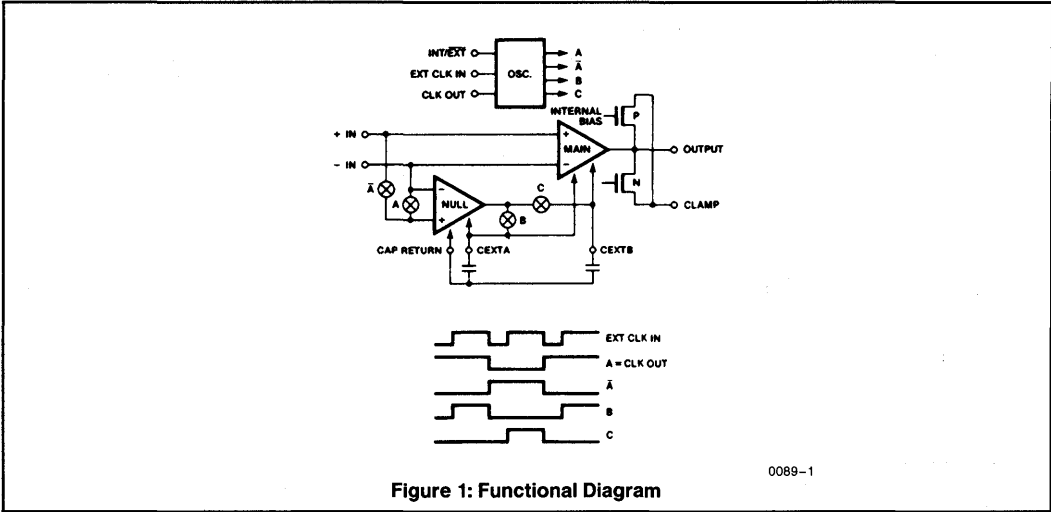 INT/E̅X̅T̅
A
EXT CLK IN
OSC.
A̅
B
CLK OUT
C
INTERNAL
BIAS
P
+ IN
+
MAIN
OUTPUT
- IN
-
N
A̅
A
-
NULL
+
C
B
CLAMP
CAP RETURN
CEXTA
CEXTB
EXT CLK IN
A = CLK OUT
A̅
B
C
0089-1
Figure 1: Functional Diagram